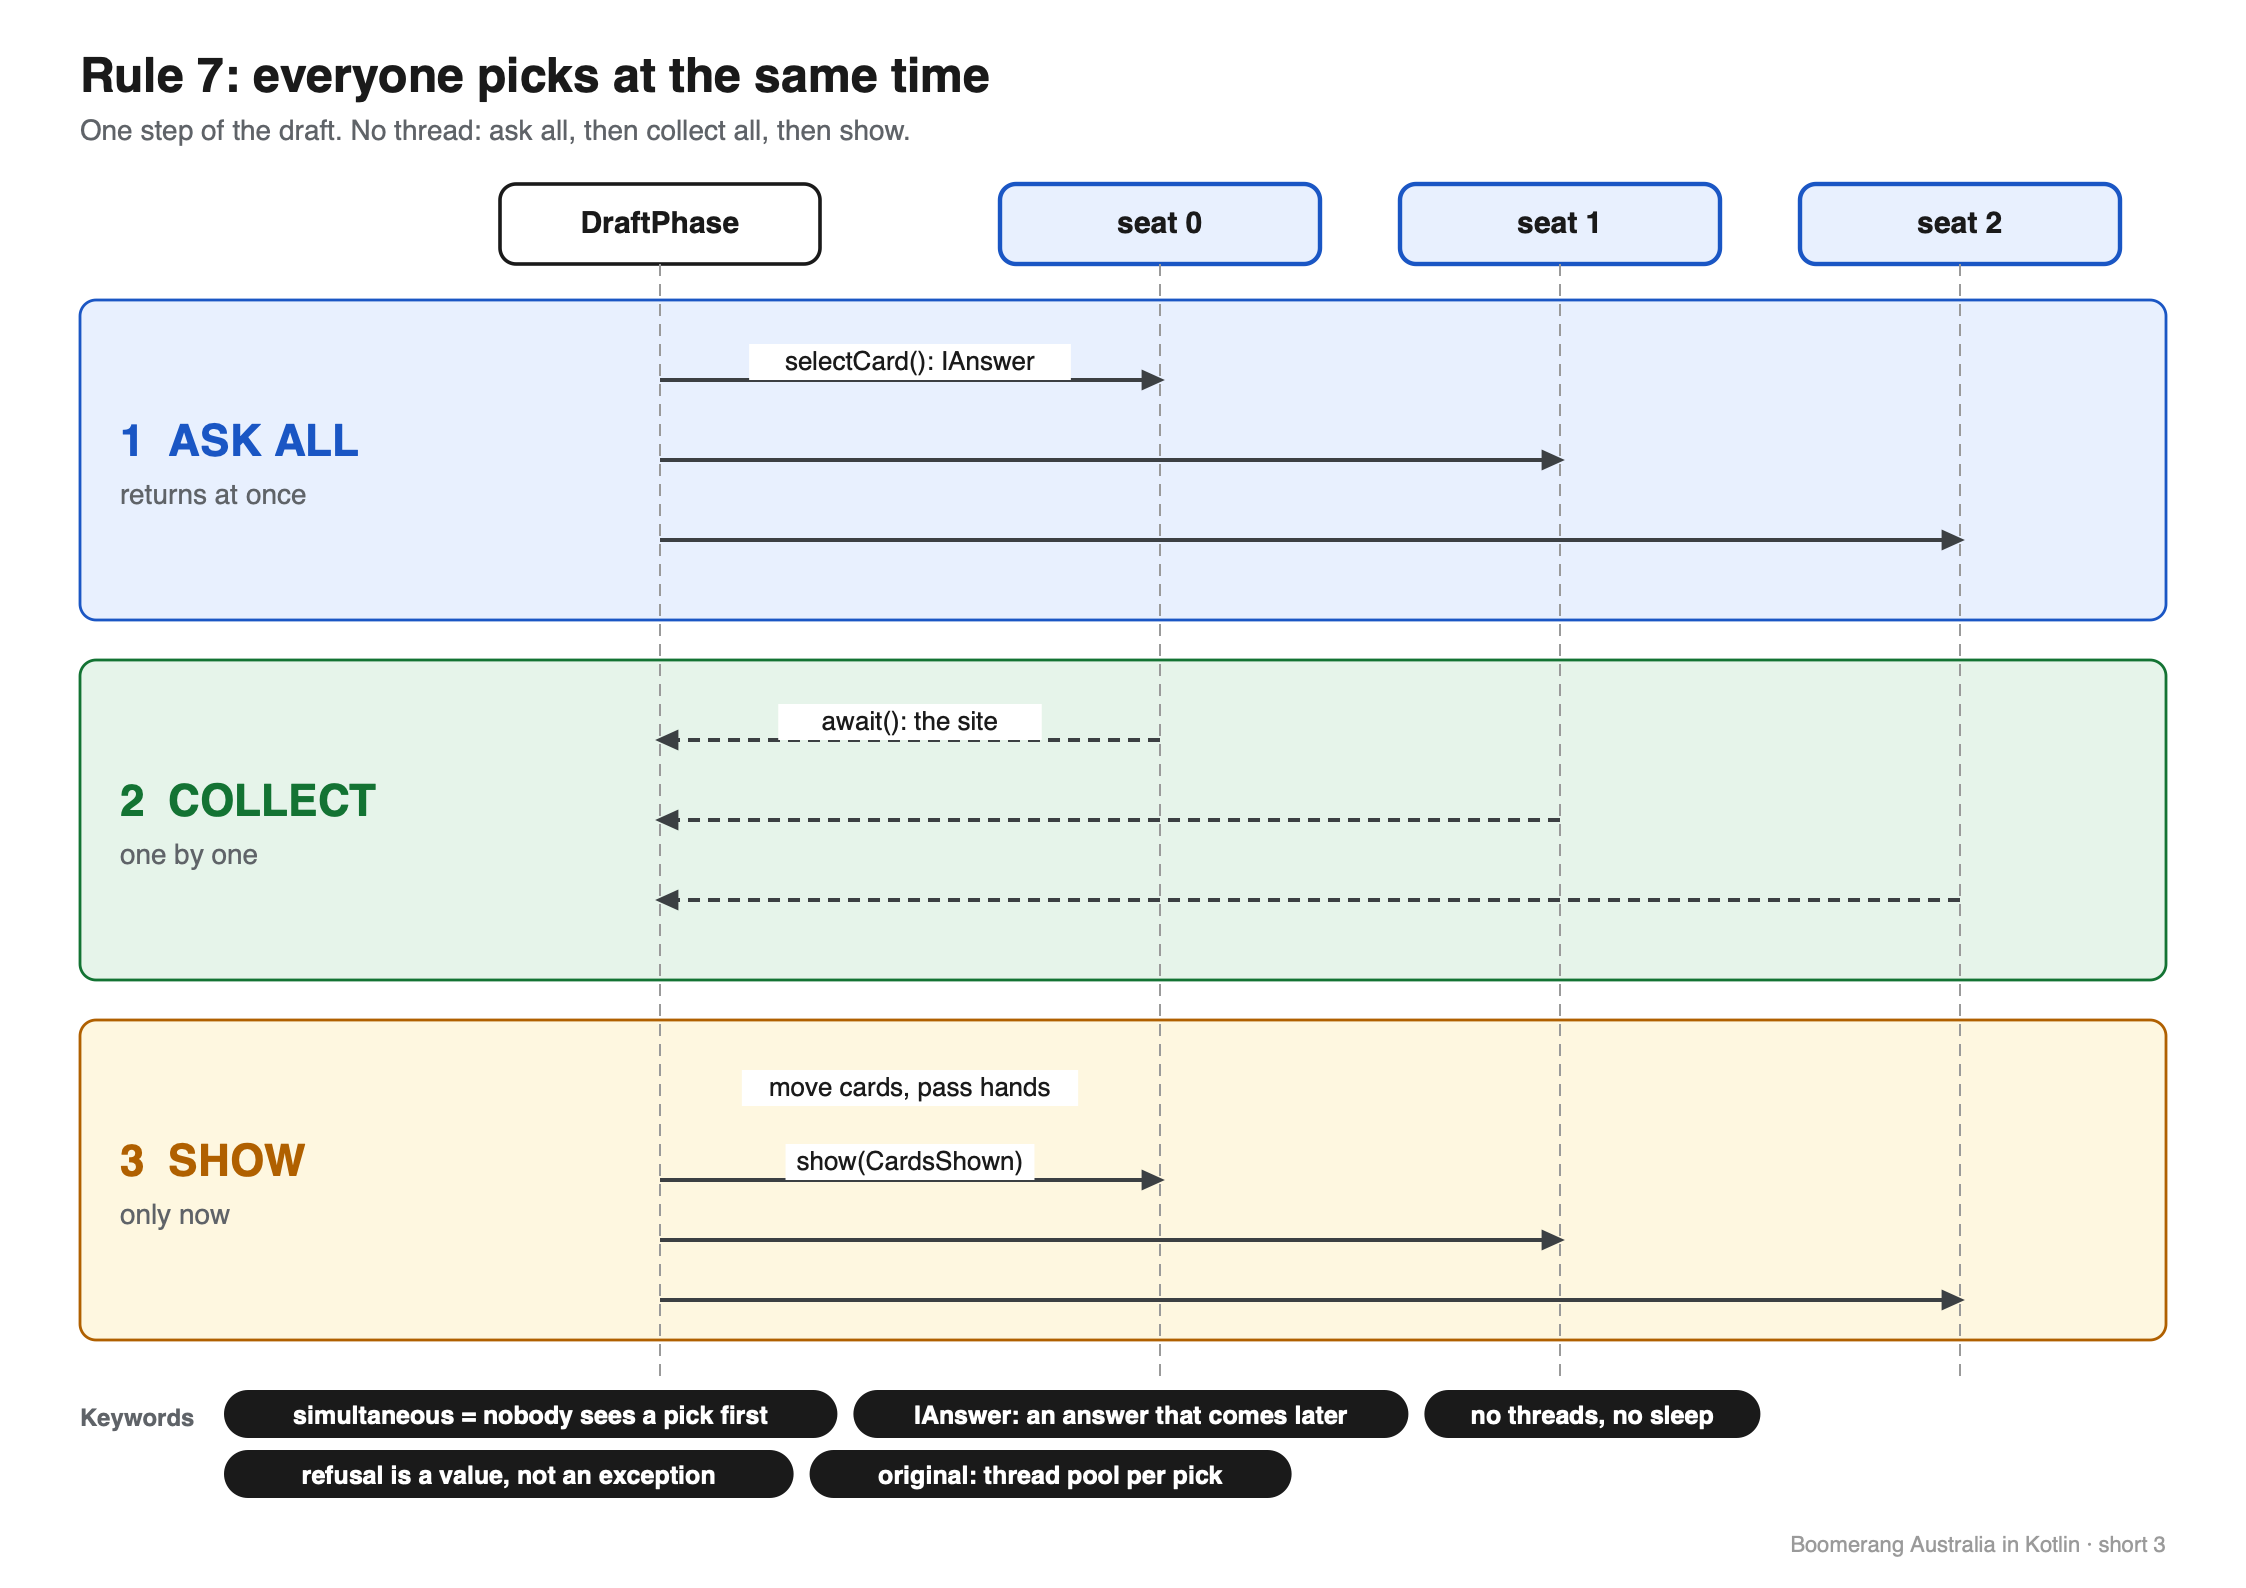 Rule 7: everyone picks at the same time
One step of the draft. No thread: ask all, then collect all, then show.
DraftPhase
seat 0
seat 1
seat 2
selectCard(): IAnswer
1 ASK ALL
returns at once
await(): the site
2 COLLECT
one by one
move cards, pass hands
show(CardsShown)
3 SHOW
only now
Keywords
simultaneous = nobody sees a pick first
IAnswer: an answer that comes later
no threads, no sleep
refusal is a value, not an exception
original: thread pool per pick
Boomerang Australia in Kotlin · short 3